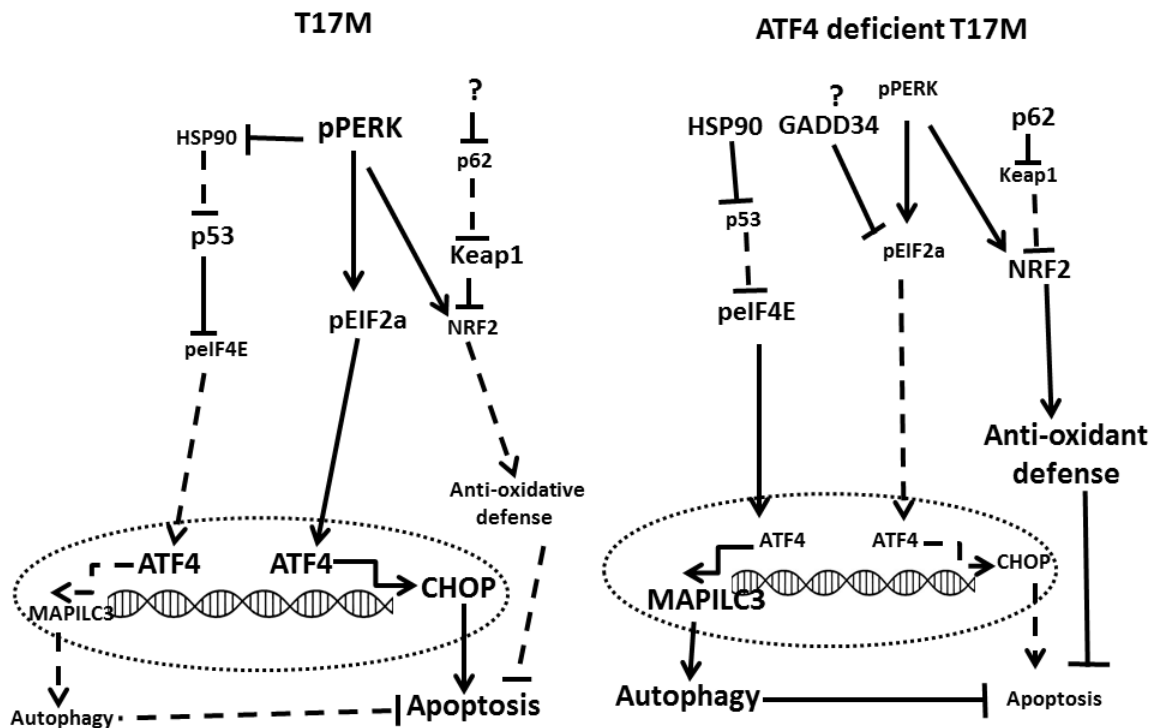 T17M
?
HSP90
pPERK
p62
p53
Keap1
pEIF2a
NRF2
peIF4E
Anti-oxidative
defense
ATF4
ATF4
CHOP
MAPILC3
Autophagy
Apoptosis
ATF4 deficient T17M
?
pPERK
HSP90
GADD34
p62
Keap1
p53
pEIF2a
NRF2
peIF4E
Anti-oxidant
defense
ATF4
ATF4
CHOP
MAPILC3
Autophagy
Apoptosis